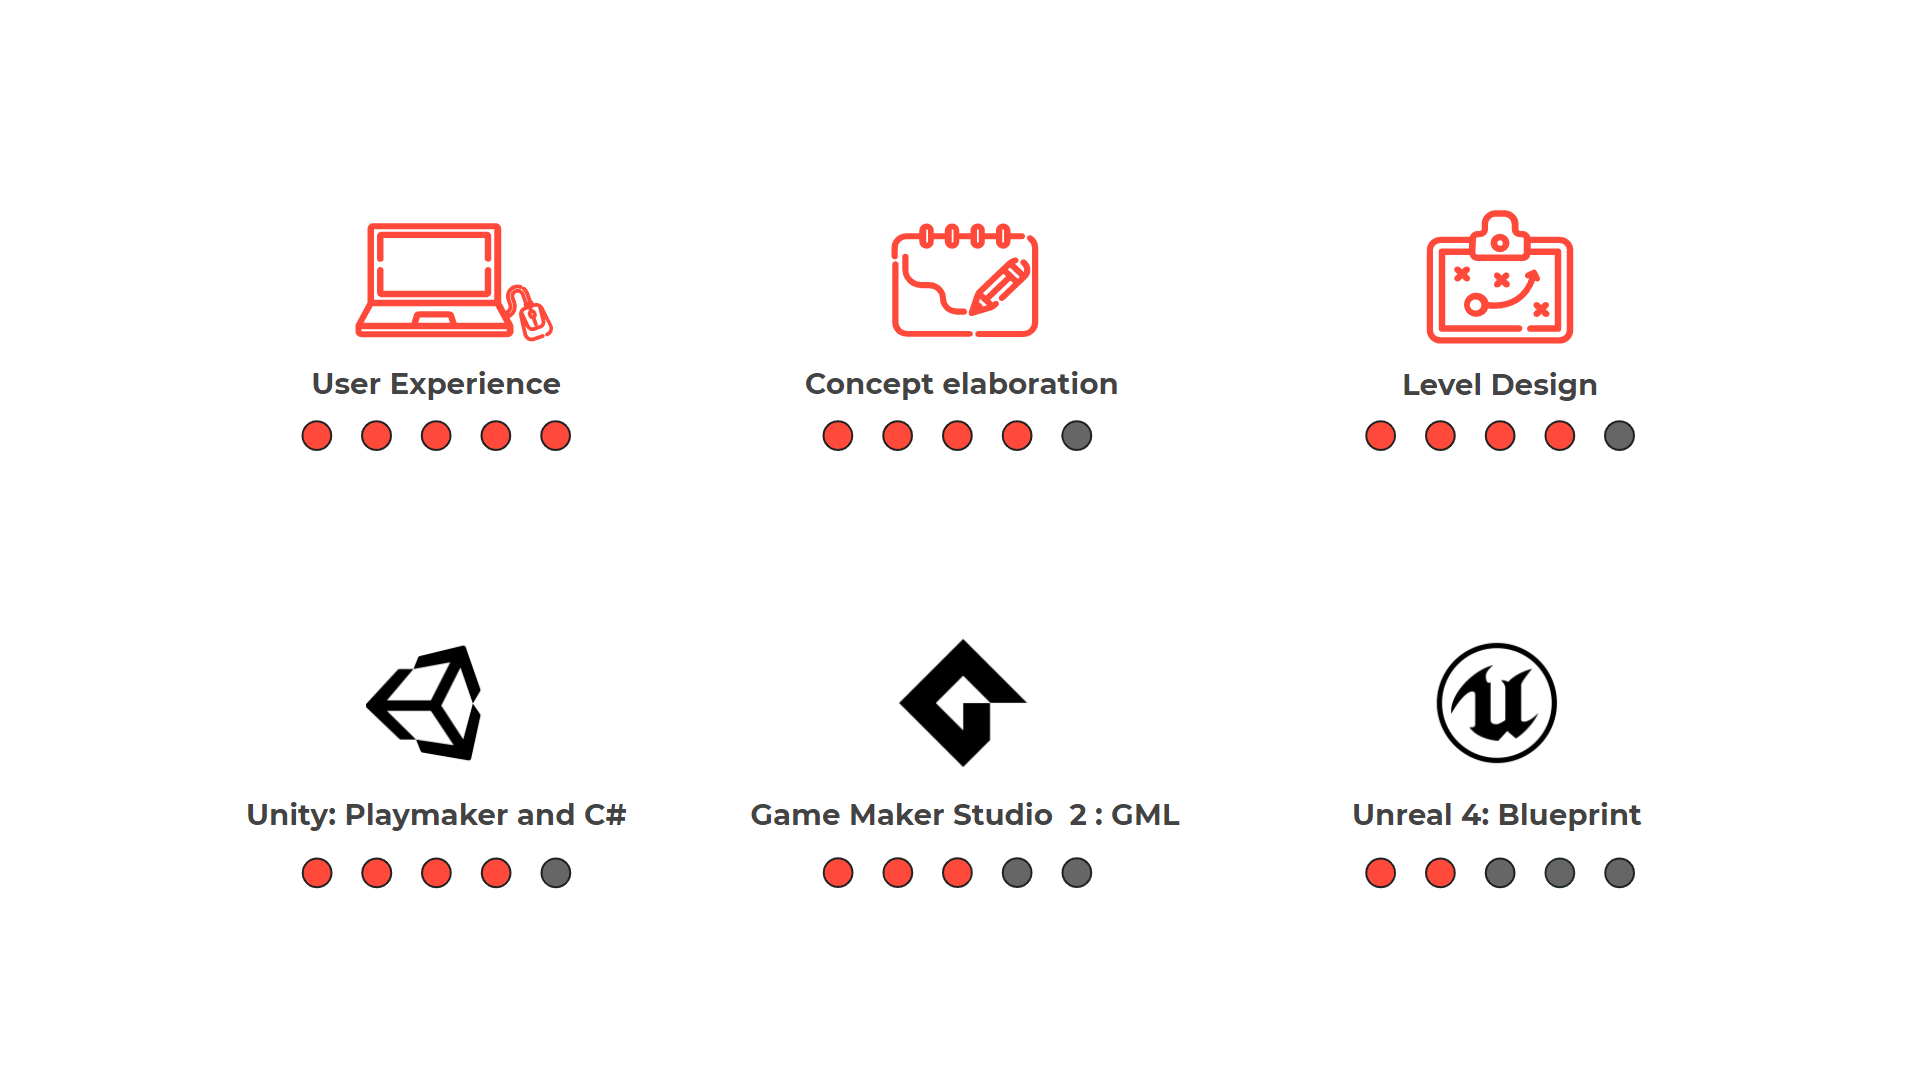 User Experience
Concept elaboration
Level Design
Unity: Playmaker and C#
Game Maker Studio  2 : GML
Unreal 4: Blueprint